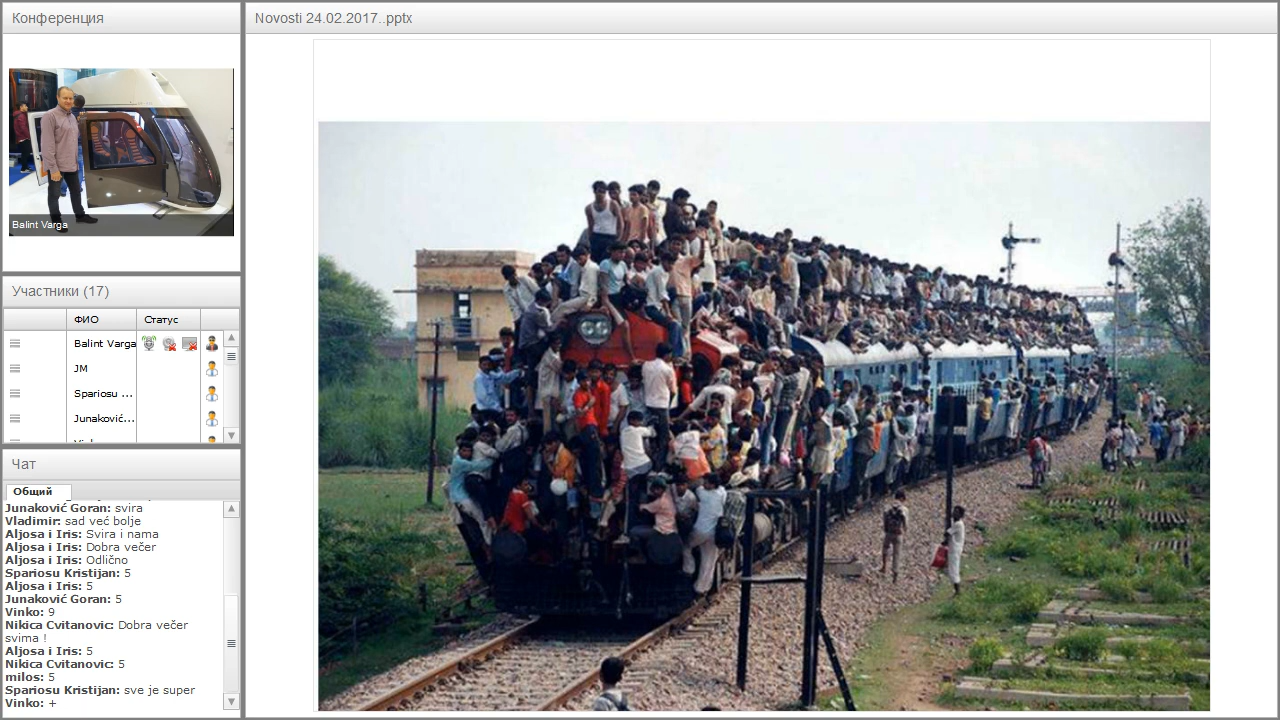 Конференция
Balint Varga
Участники (17)
ФИО
Статус
Balint Varga
JM
Spariosu ...
Junaković...
Чат
Общий
Junaković Goran: svira
Vladimir: sad već bolje
Aljosa i Iris: Svira i nama
Aljosa i Iris: Dobra večer
Aljosa i Iris: Odlično
Spariosu Kristijan: 5
Aljosa i Iris: 5
Junaković Goran: 5
Vinko: 9
Nikica Cvitanovic: Dobra večer
svima !
Aljosa i Iris: 5
Nikica Cvitanovic: 5
milos: 5
Spariosu Kristijan: sve je super
Vinko: +
Novosti 24.02.2017..pptx